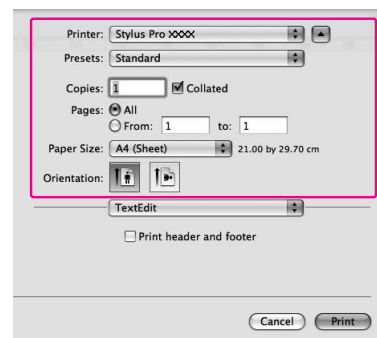 Printer: Stylus Pro XXXX
Presets: Standard
Copies: 1 Collated
Pages: All
From: 1 to: 1
Paper Size: A4 (Sheet) 21.00 by 29.70 cm
Orientation:
TextEdit
Print header and footer
Cancel Print